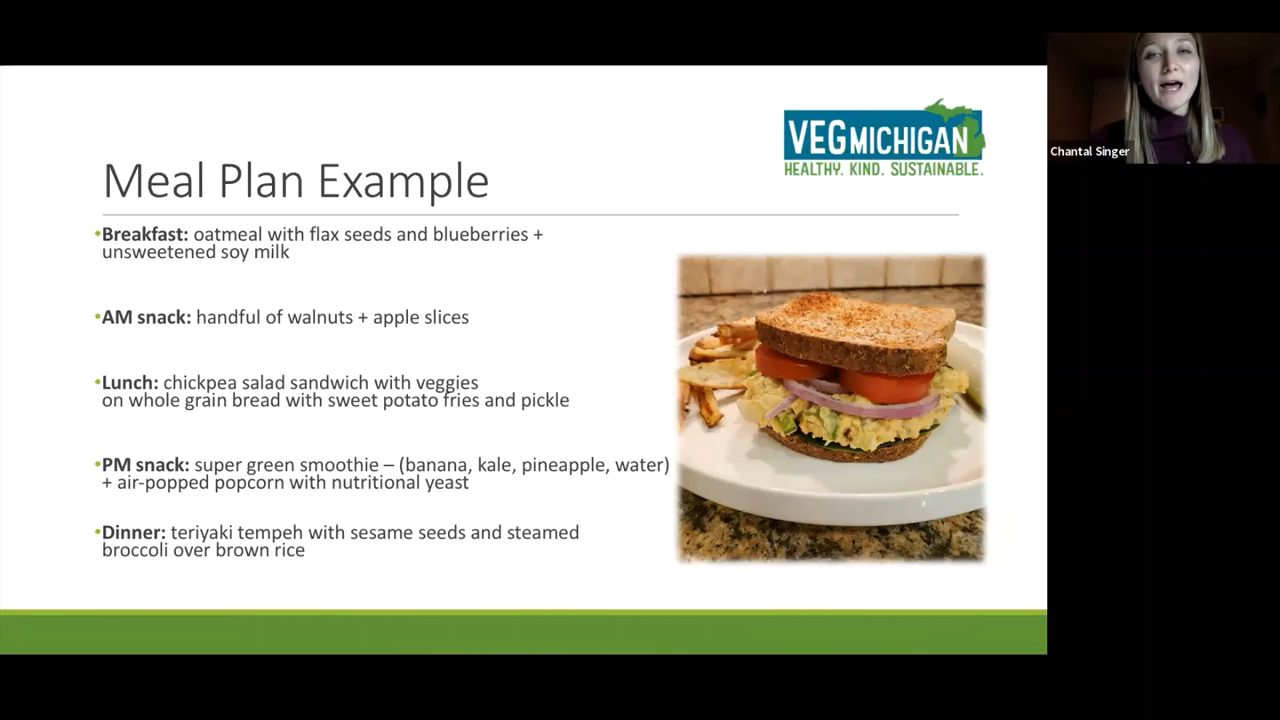 VEGMICHIGAN
HEALTHY. KIND. SUSTAINABLE.
Chantal Singer
Meal Plan Example
•Breakfast: oatmeal with flax seeds and blueberries +
unsweetened soy milk
•AM snack: handful of walnuts + apple slices
•Lunch: chickpea salad sandwich with veggies
on whole grain bread with sweet potato fries and pickle
•PM snack: super green smoothie – (banana, kale, pineapple, water)
+ air-popped popcorn with nutritional yeast
•Dinner: teriyaki tempeh with sesame seeds and steamed
broccoli over brown rice